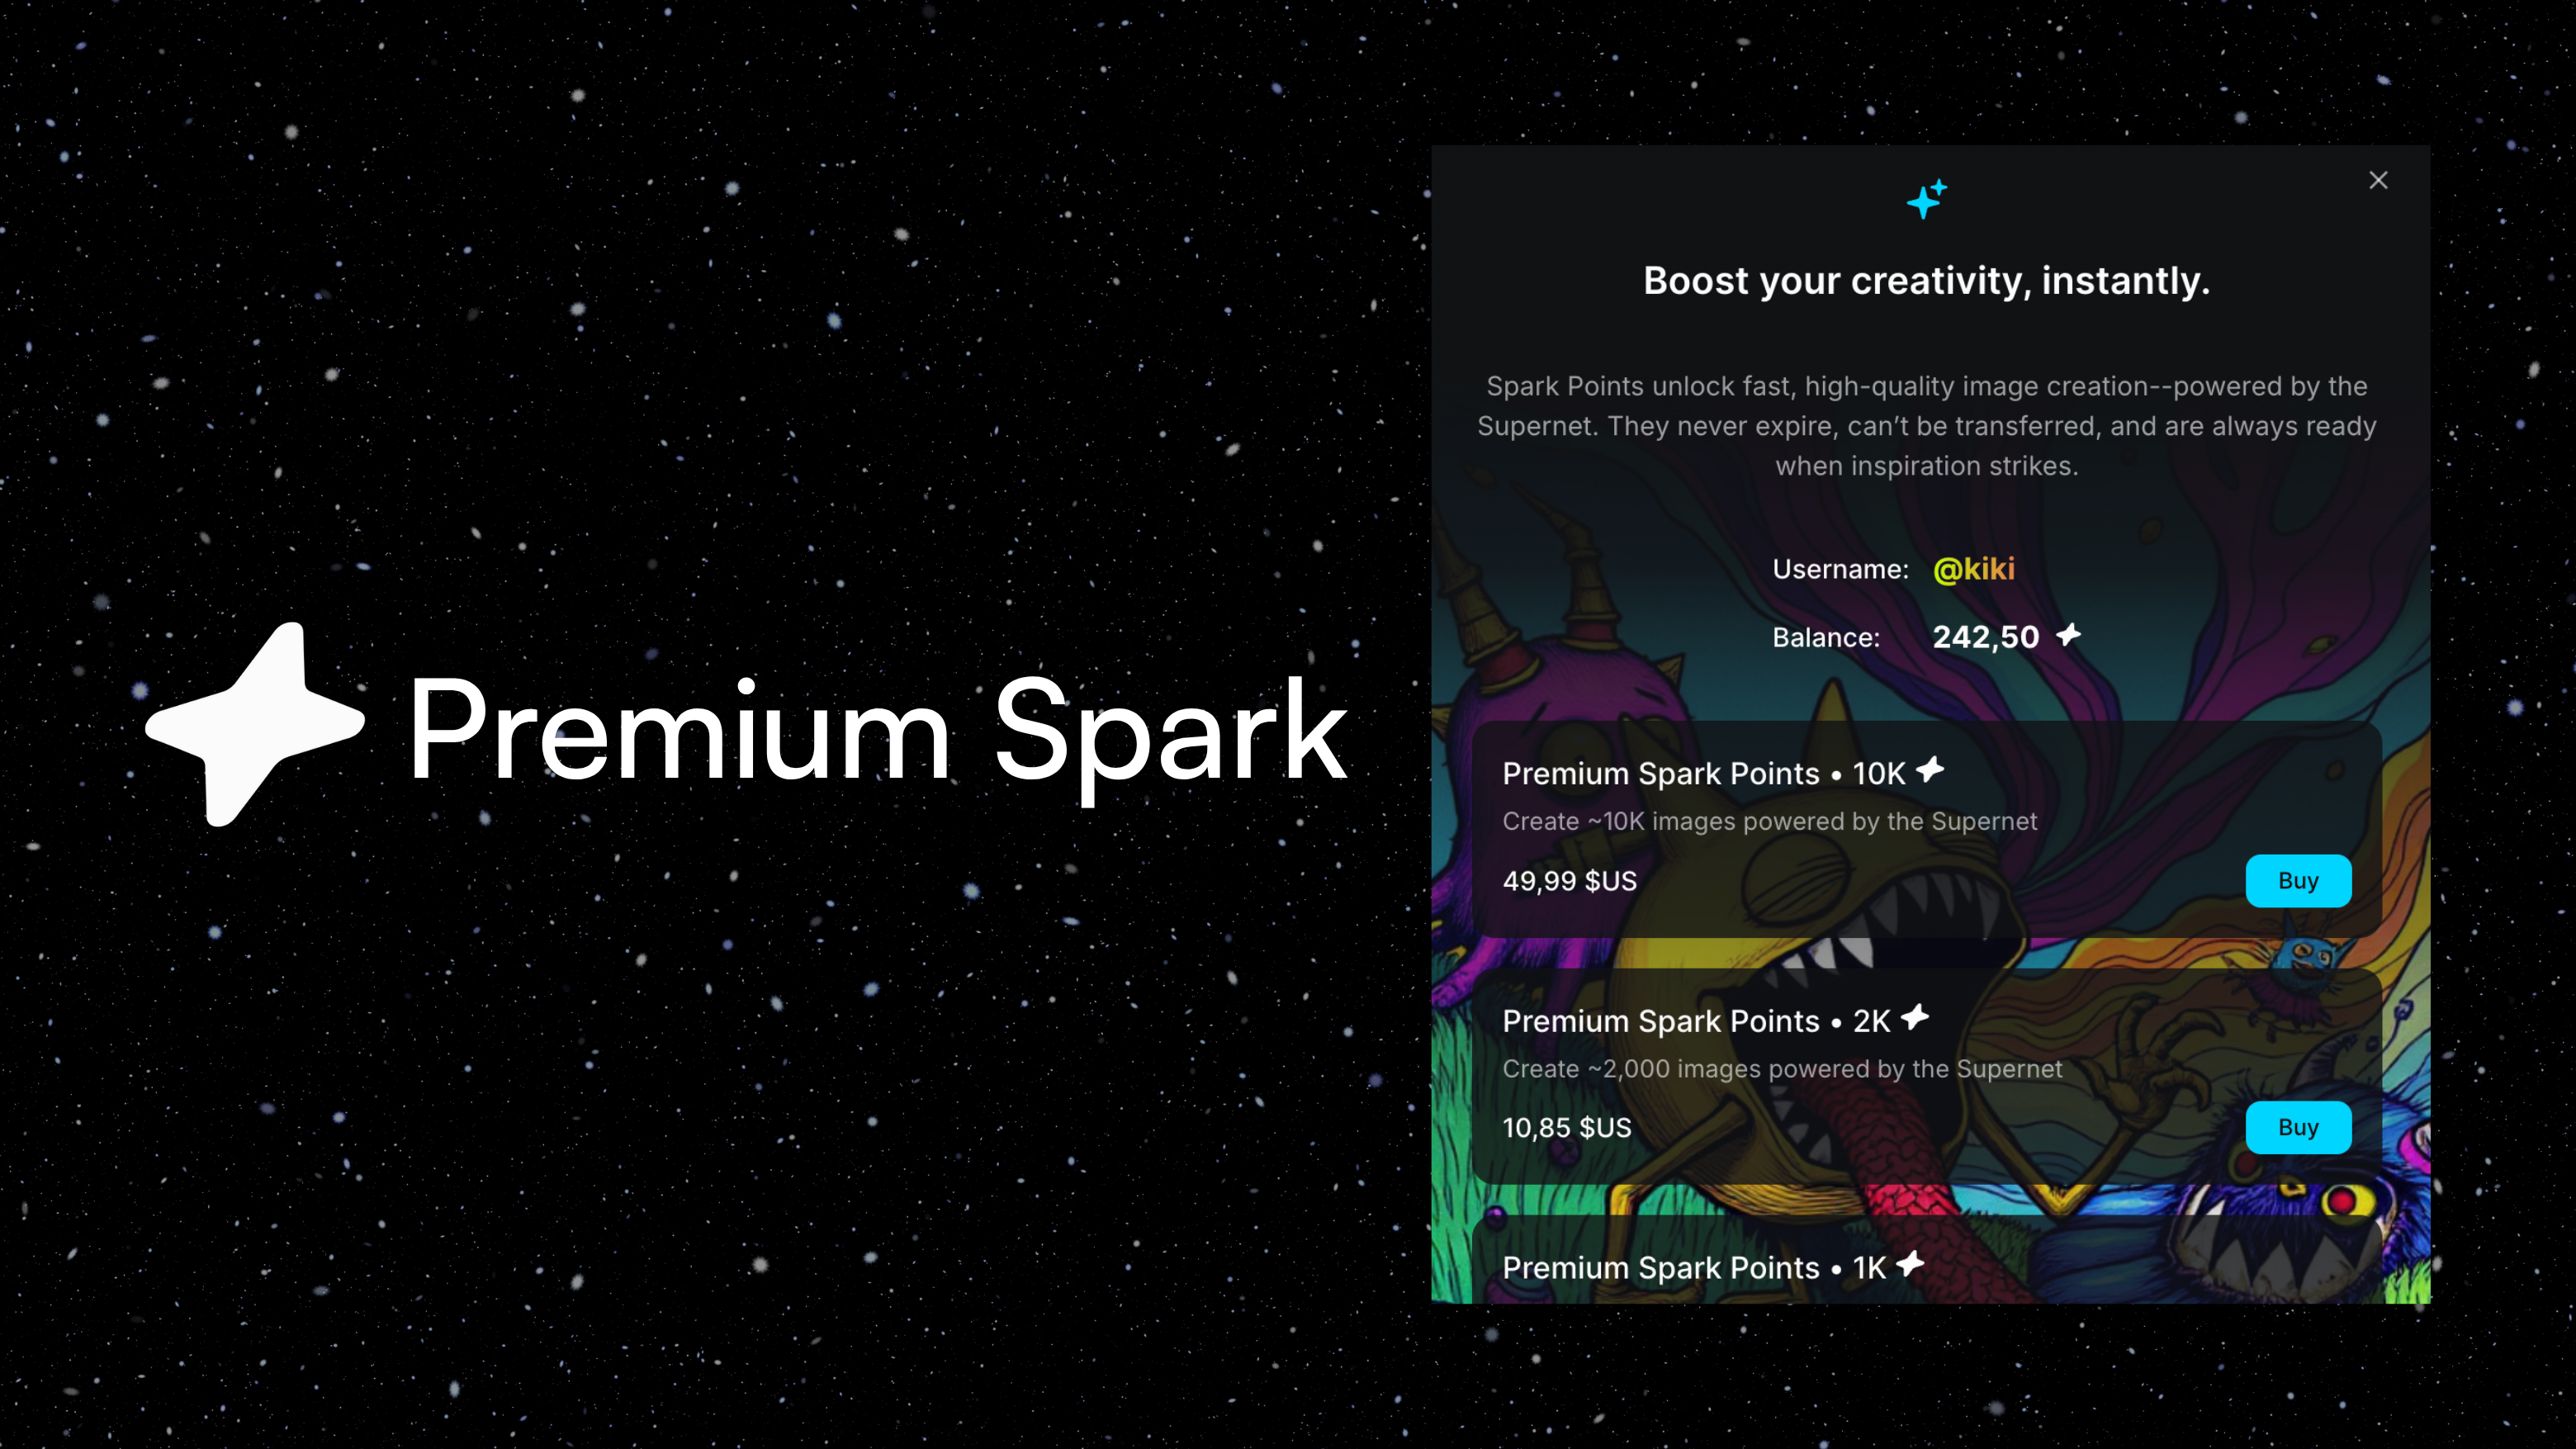 Premium Spark
Boost your creativity, instantly.
Spark Points unlock fast, high-quality image creation--powered by the
Supernet. They never expire, can’t be transferred, and are always ready
when inspiration strikes.
Username: @kiki
Balance: 242,50
Premium Spark Points • 10K
Create ~10K images powered by the Supernet
49,99 $US
Buy
Premium Spark Points • 2K
Create ~2,000 images powered by the Supernet
10,85 $US
Buy
Premium Spark Points • 1K